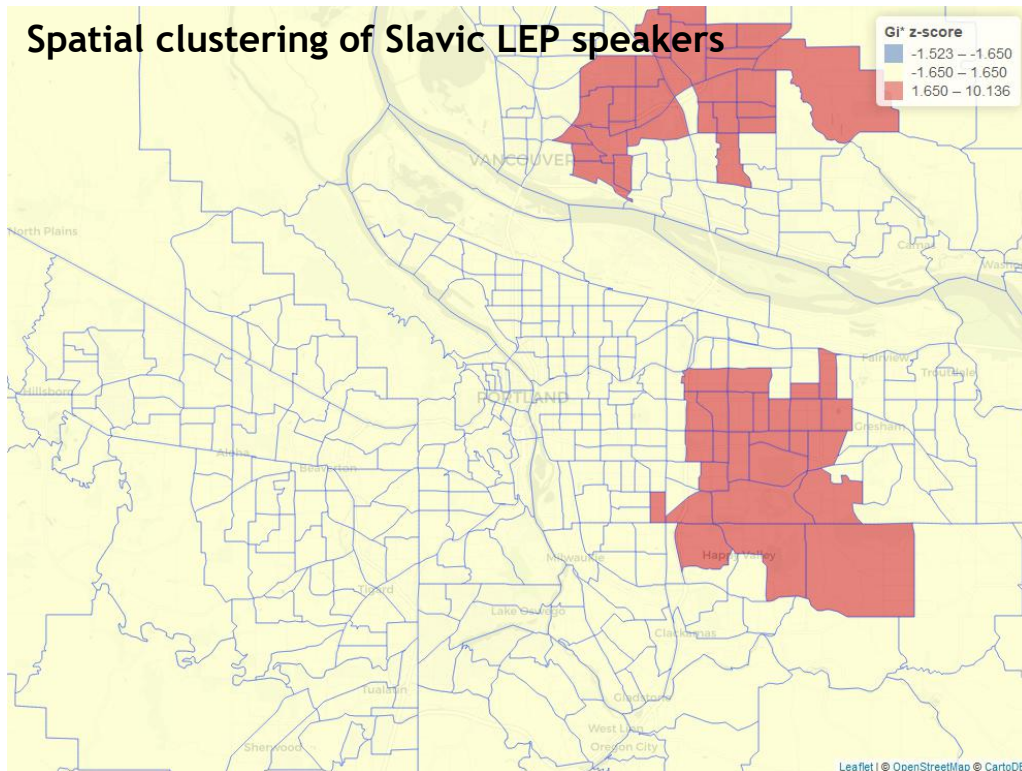 Spatial clustering of Slavic LEP speakers
Gi* z-score
-1.523 – -1.650
-1.650 – 1.650
1.650 – 10.136
VANCOUVER
North Plains
Camas
Fairview
Troutdale
Hillsboro
PORTLAND
Gresham
Aloha
Beaverton
Milwaukie
Happy Valley
Tigard
Lake Oswego
Clackamas
Tualatin
Gladstone
West Linn
Sherwood
Oregon City
Leaflet | © OpenStreetMap © CartoDB